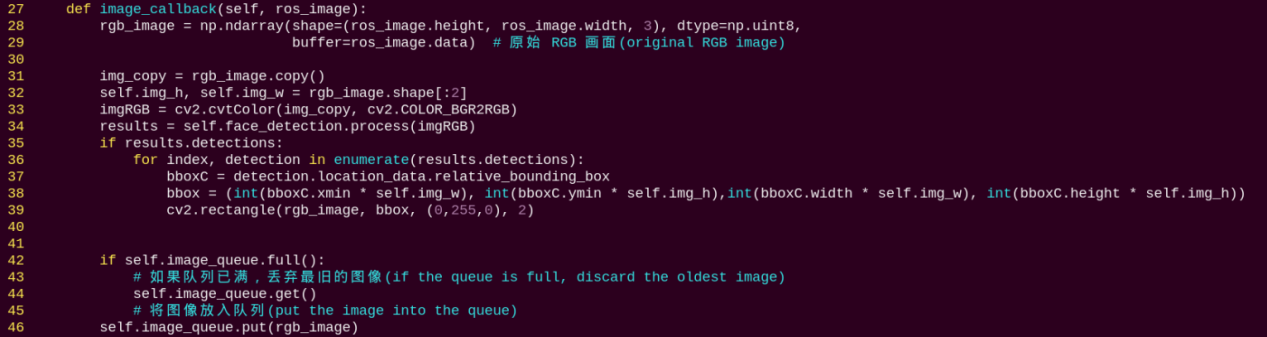 27     def image_callback(self, ros_image):
28         rgb_image = np.ndarray(shape=(ros_image.height, ros_image.width, 3), dtype=np.uint8,
29                                buffer=ros_image.data)  # 原始 RGB 画面(original RGB image)
30
31         img_copy = rgb_image.copy()
32         self.img_h, self.img_w = rgb_image.shape[:2]
33         imgRGB = cv2.cvtColor(img_copy, cv2.COLOR_BGR2RGB)
34         results = self.face_detection.process(imgRGB)
35         if results.detections:
36             for index, detection in enumerate(results.detections):
37                 bboxC = detection.location_data.relative_bounding_box
38                 bbox = (int(bboxC.xmin * self.img_w), int(bboxC.ymin * self.img_h),int(bboxC.width * self.img_w), int(bboxC.height * self.img_h))
39                 cv2.rectangle(rgb_image, bbox, (0,255,0), 2)
40
41
42         if self.image_queue.full():
43             # 如果队列已满，丢弃最旧的图像(if the queue is full, discard the oldest image)
44             self.image_queue.get()
45             # 将图像放入队列(put the image into the queue)
46         self.image_queue.put(rgb_image)